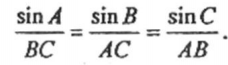 sin A / BC = sin B / AC = sin C / AB .